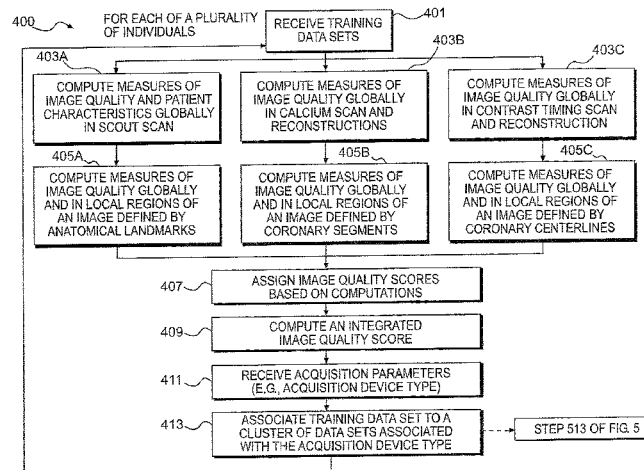 400
FOR EACH OF A PLURALITY
OF INDIVIDUALS
401
RECEIVE TRAINING
DATA SETS
403A
COMPUTE MEASURES OF
IMAGE QUALITY AND PATIENT
CHARACTERISTICS GLOBALLY
IN SCOUT SCAN
403B
COMPUTE MEASURES OF
IMAGE QUALITY GLOBALLY
IN CALCIUM SCAN AND
RECONSTRUCTIONS
403C
COMPUTE MEASURES OF
IMAGE QUALITY GLOBALLY
IN CONTRAST TIMING SCAN
AND RECONSTRUCTION
405A
COMPUTE MEASURES OF
IMAGE QUALITY GLOBALLY
AND IN LOCAL REGIONS OF
AN IMAGE DEFINED BY
ANATOMICAL LANDMARKS
405B
COMPUTE MEASURES OF
IMAGE QUALITY GLOBALLY
AND IN LOCAL REGIONS OF
AN IMAGE DEFINED BY
CORONARY SEGMENTS
405C
COMPUTE MEASURES OF
IMAGE QUALITY GLOBALLY
AND IN LOCAL REGIONS OF
AN IMAGE DEFINED BY
CORONARY CENTERLINES
407
ASSIGN IMAGE QUALITY SCORES
BASED ON COMPUTATIONS
409
COMPUTE AN INTEGRATED
IMAGE QUALITY SCORE
411
RECEIVE ACQUISITION PARAMETERS
(E.G., ACQUISITION DEVICE TYPE)
413
ASSOCIATE TRAINING DATA SET TO A
CLUSTER OF DATA SETS ASSOCIATED
WITH THE ACQUISITION DEVICE TYPE
STEP 513 OF FIG. 5